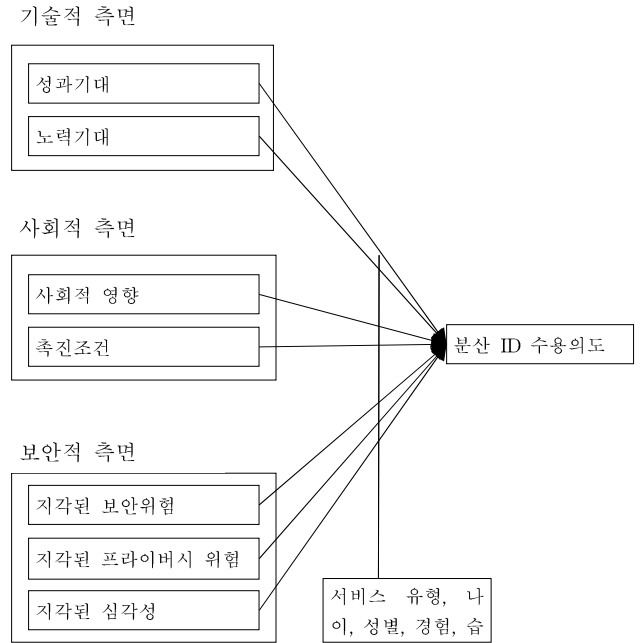 기술적 측면
성과기대
노력기대
사회적 측면
사회적 영향
촉진조건
분산 ID 수용의도
보안적 측면
지각된 보안위험
지각된 프라이버시 위험
지각된 심각성
서비스 유형, 나
이, 성별, 경험, 습